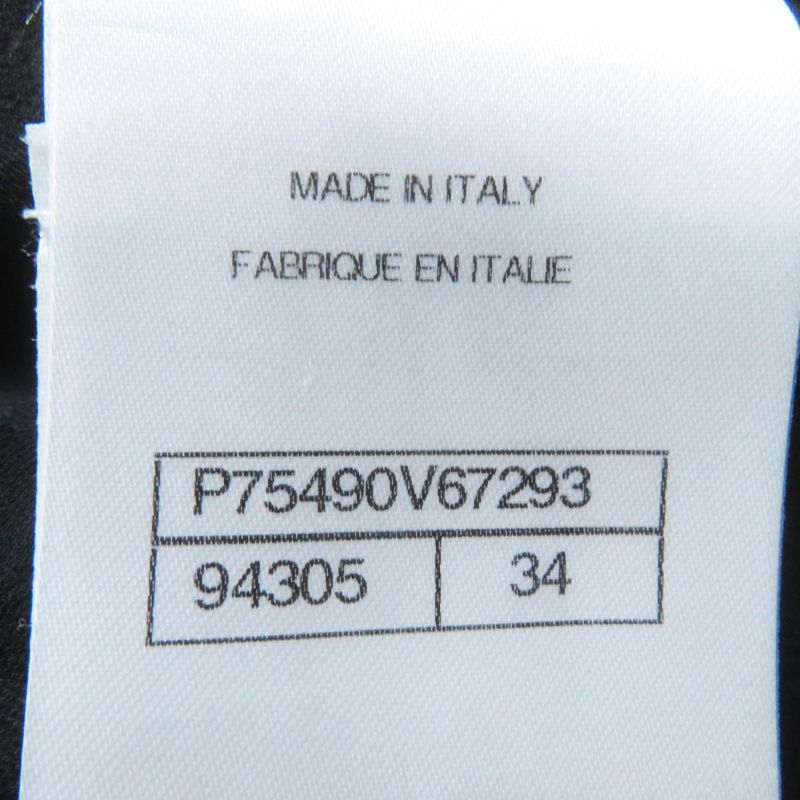 MADE IN ITALY
FABRIQUE EN ITALIE
P75490V67293
94305 34